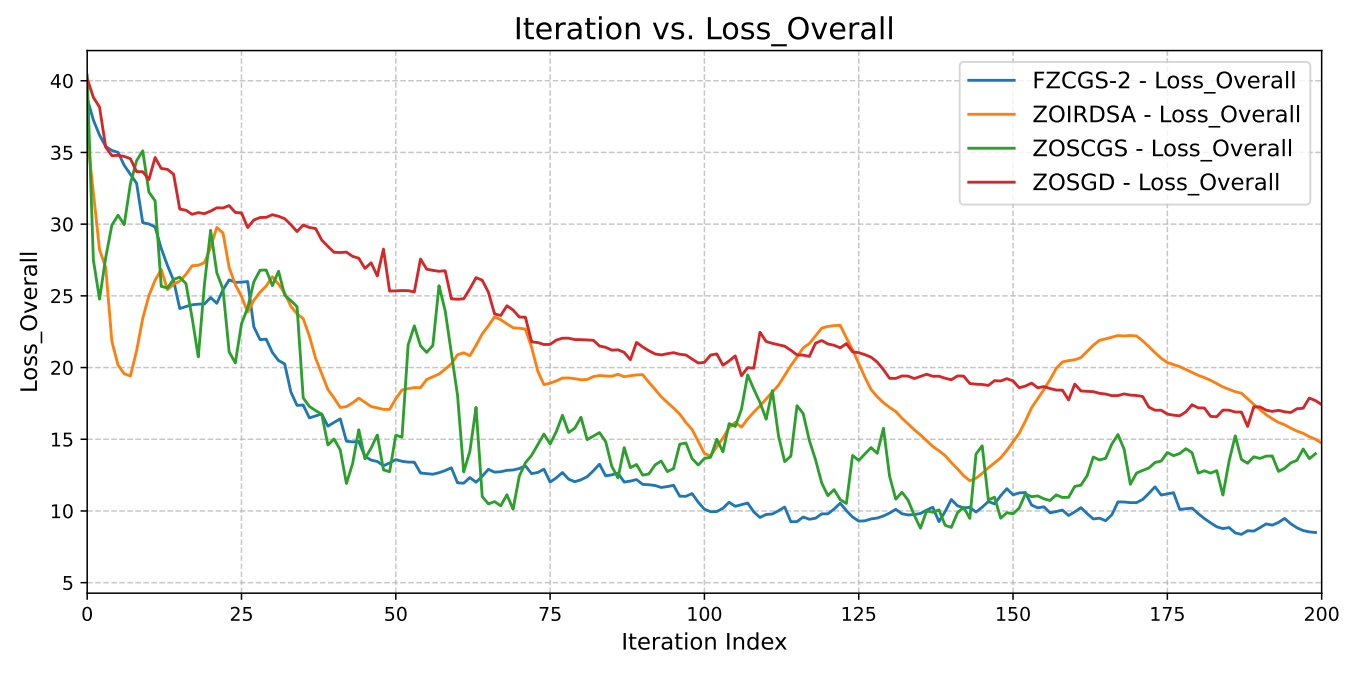 Iteration vs. Loss_Overall
FZCGS-2 - Loss_Overall
ZOIRDSA - Loss_Overall
ZOSCGS - Loss_Overall
ZOSGD - Loss_Overall
Loss_Overall
40
35
30
25
20
15
10
5
0 25 50 75 100 125 150 175 200
Iteration Index